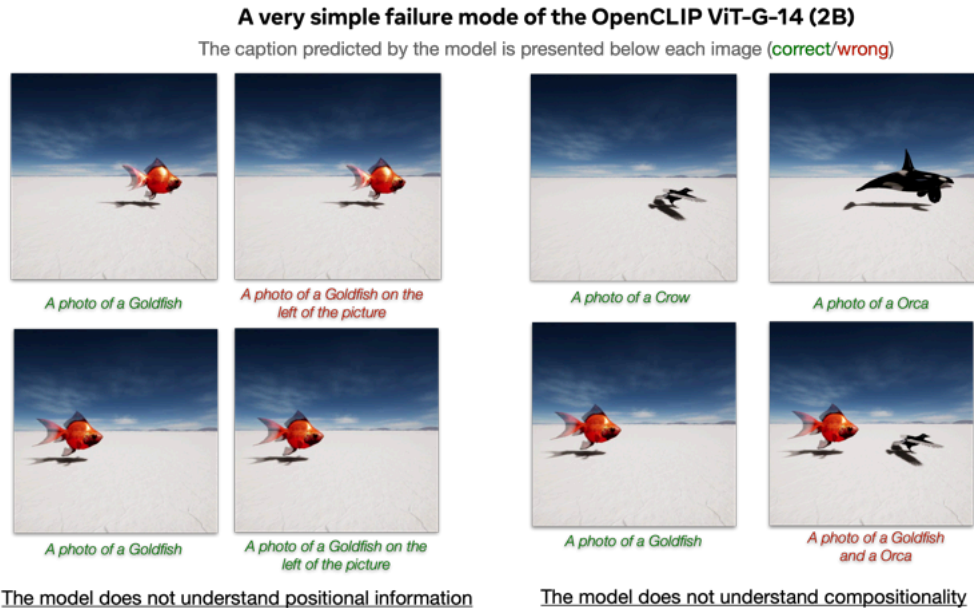 A very simple failure mode of the OpenCLIP ViT-G-14 (2B)
The caption predicted by the model is presented below each image (correct/wrong)
A photo of a Goldfish
A photo of a Goldfish on the
left of the picture
A photo of a Crow
A photo of a Orca
A photo of a Goldfish
A photo of a Goldfish on the
left of the picture
A photo of a Goldfish
A photo of a Goldfish
and a Orca
The model does not understand positional information
The model does not understand compositionality